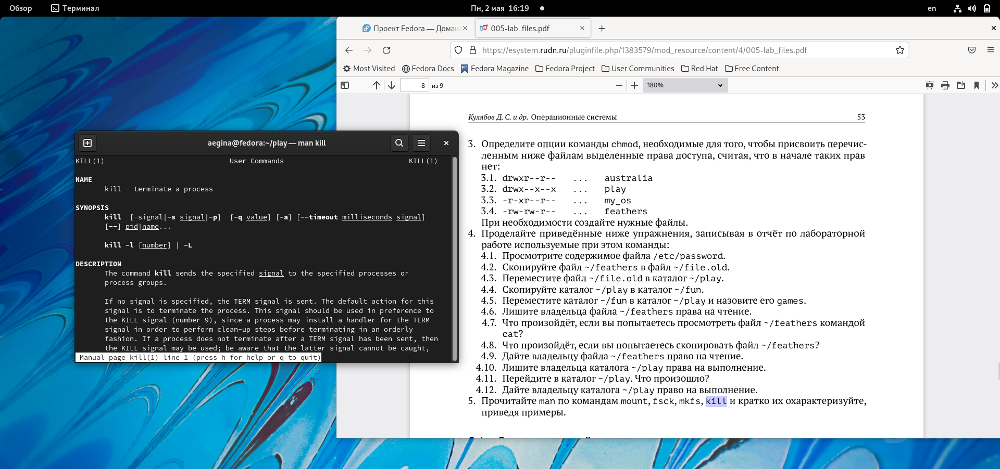 Обзор Терминал Пн, 2 мая 16:19 en
Проект Fedora — Домаш
005-lab_files.pdf
https://esystem.rudn.ru/pluginfile.php/1383579/mod_resource/content/4/005-lab_files.pdf
Most Visited Fedora Docs Fedora Magazine Fedora Project User Communities Red Hat Free Content
8 из 9 180%
Кулябов Д. С. и др. Операционные системы 53
3. Определите опции команды chmod, необходимые для того, чтобы присвоить перечис-
ленным ниже файлам выделенные права доступа, считая, что в начале таких прав
нет:
3.1. drwxr--r-- ... australia
3.2. drwx--x--x ... play
3.3. -r-xr--r-- ... my_os
3.4. -rw-rw-r-- ... feathers
При необходимости создайте нужные файлы.
4. Проделайте приведённые ниже упражнения, записывая в отчёт по лабораторной
работе используемые при этом команды:
4.1. Просмотрите содержимое файла /etc/password.
4.2. Скопируйте файл ~/feathers в файл ~/file.old.
4.3. Переместите файл ~/file.old в каталог ~/play.
4.4. Скопируйте каталог ~/play в каталог ~/fun.
4.5. Переместите каталог ~/fun в каталог ~/play и назовите его games.
4.6. Лишите владельца файла ~/feathers права на чтение.
4.7. Что произойдёт, если вы попытаетесь просмотреть файл ~/feathers командой
cat?
4.8. Что произойдёт, если вы попытаетесь скопировать файл ~/feathers?
4.9. Дайте владельцу файла ~/feathers право на чтение.
4.10. Лишите владельца каталога ~/play права на выполнение.
4.11. Перейдите в каталог ~/play. Что произошло?
4.12. Дайте владельцу каталога ~/play право на выполнение.
5. Прочитайте man по командам mount, fsck, mkfs, kill и кратко их охарактеризуйте,
приведя примеры.
aegina@fedora:~/play — man kill
KILL(1) User Commands KILL(1)
NAME
kill - terminate a process
SYNOPSIS
kill [-signal|-s signal|-p] [-q value] [-a] [--timeout milliseconds signal]
[--] pid|name...
kill -l [number] | -L
DESCRIPTION
The command kill sends the specified signal to the specified processes or
process groups.
If no signal is specified, the TERM signal is sent. The default action for this
signal is to terminate the process. This signal should be used in preference to
the KILL signal (number 9), since a process may install a handler for the TERM
signal in order to perform clean-up steps before terminating in an orderly
fashion. If a process does not terminate after a TERM signal has been sent, then
the KILL signal may be used; be aware that the latter signal cannot be caught,
Manual page kill(1) line 1 (press h for help or q to quit)